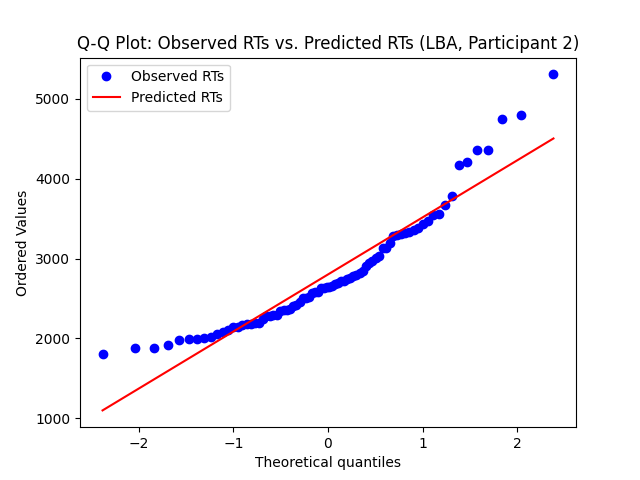 Q-Q Plot: Observed RTs vs. Predicted RTs (LBA, Participant 2)
Observed RTs
Predicted RTs
5000
4000
3000
2000
1000
Ordered Values
−2
−1
0
1
2
Theoretical quantiles